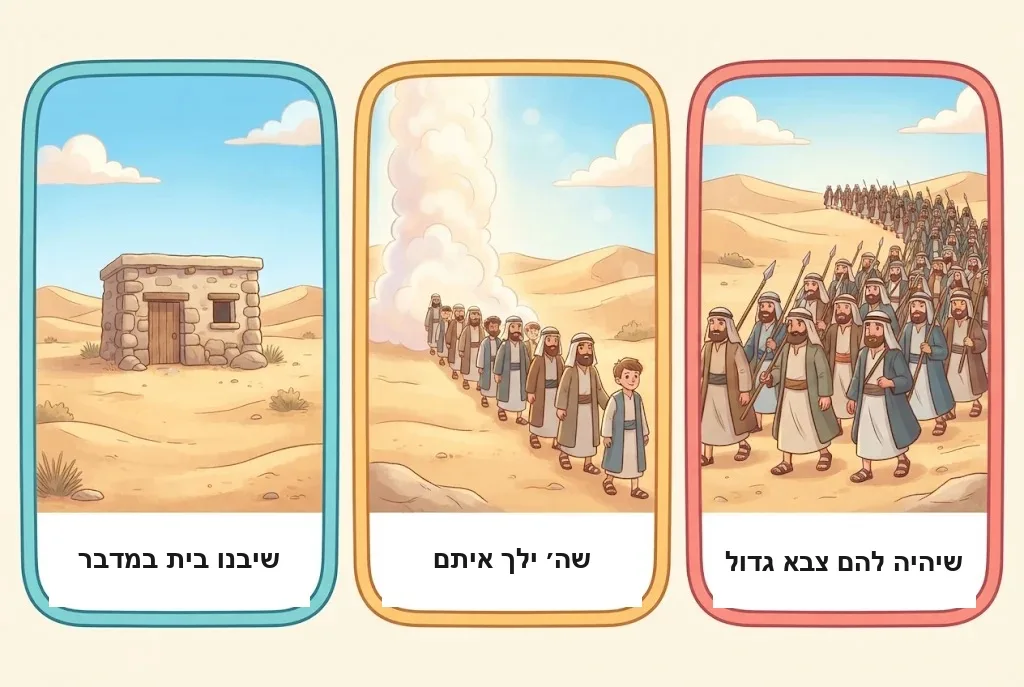 שיהיה להם צבא גדול
שה׳ ילך איתם
שיבנו בית במדבר